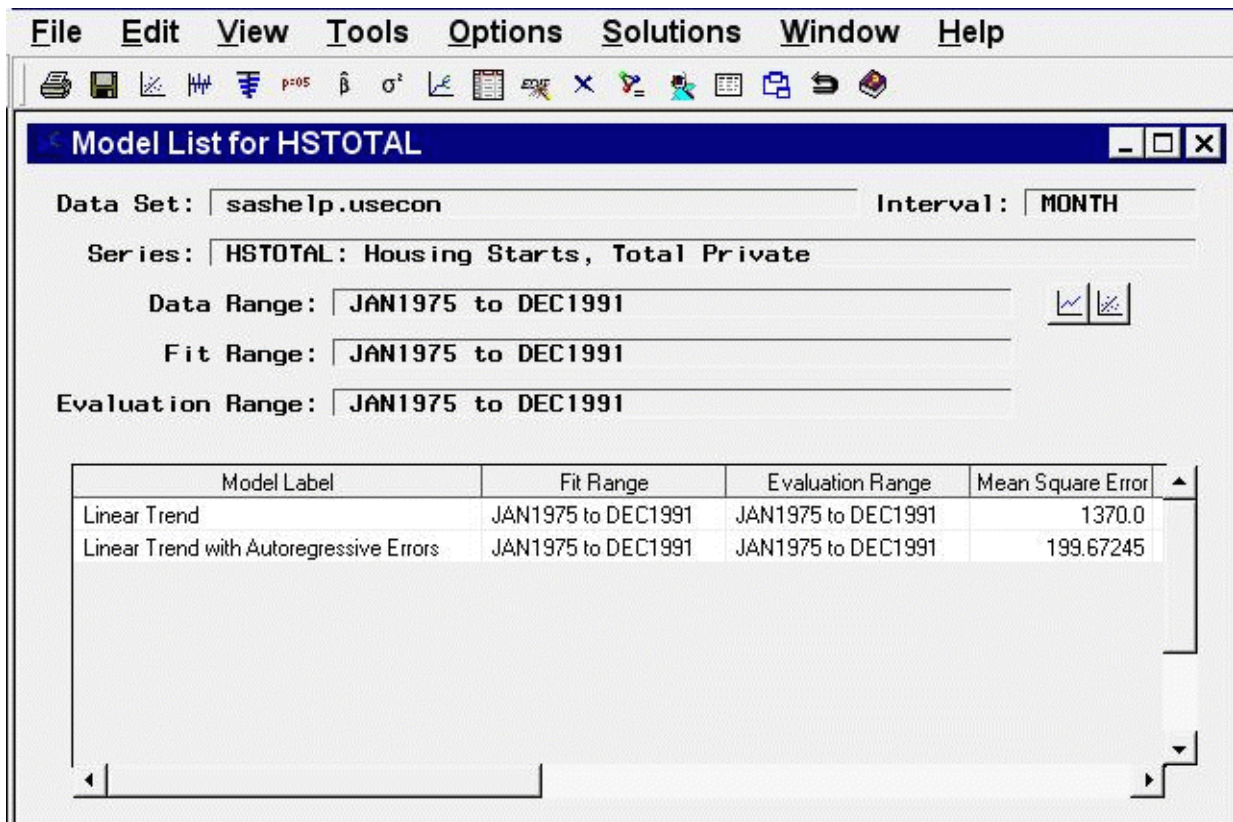 File Edit View Tools Options Solutions Window Help
p=05 β̂ σ²
Model List for HSTOTAL
Data Set: sashelp.usecon Interval: MONTH
Series: HSTOTAL: Housing Starts, Total Private
Data Range: JAN1975 to DEC1991
Fit Range: JAN1975 to DEC1991
Evaluation Range: JAN1975 to DEC1991
Model Label Fit Range Evaluation Range Mean Square Error
Linear Trend JAN1975 to DEC1991 JAN1975 to DEC1991 1370.0
Linear Trend with Autoregressive Errors JAN1975 to DEC1991 JAN1975 to DEC1991 199.67245